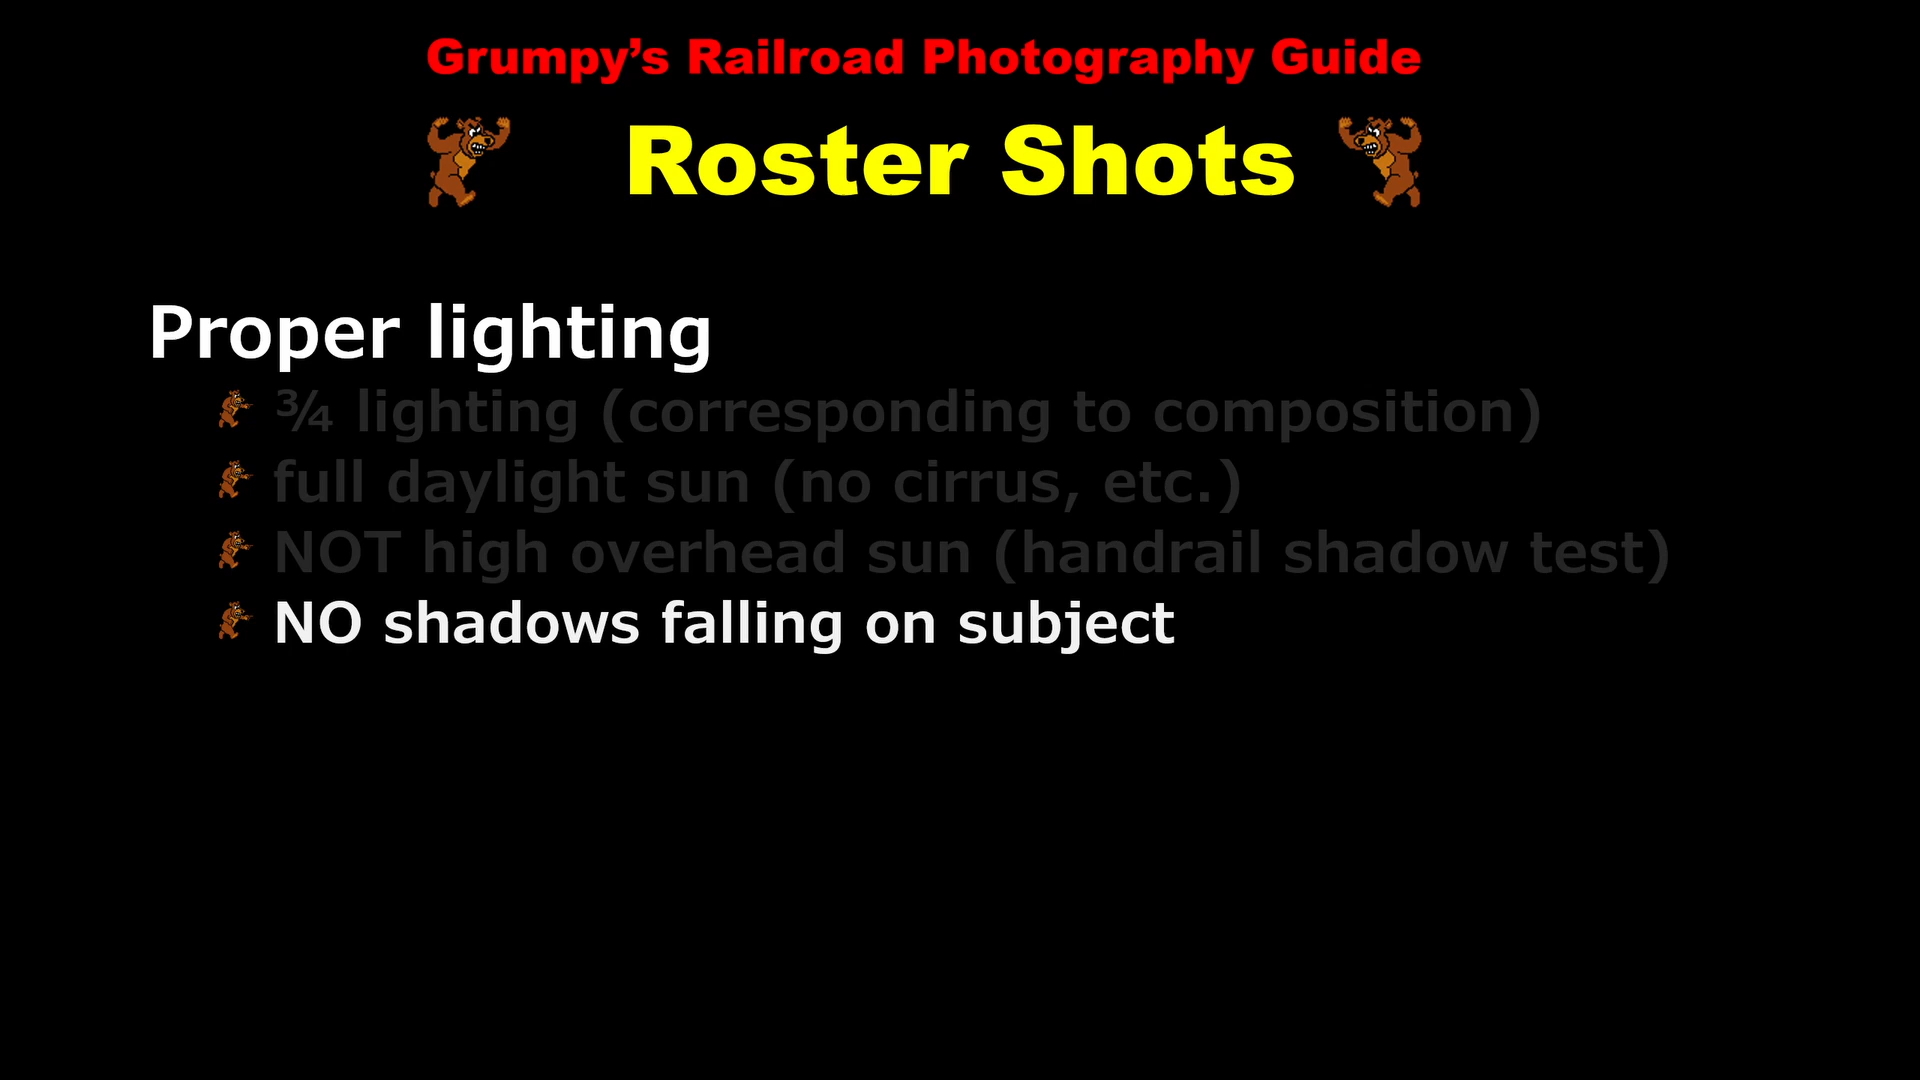 Grumpy’s Railroad Photography Guide
Roster Shots
Proper lighting
¾ lighting (corresponding to composition)
full daylight sun (no cirrus, etc.)
NOT high overhead sun (handrail shadow test)
NO shadows falling on subject